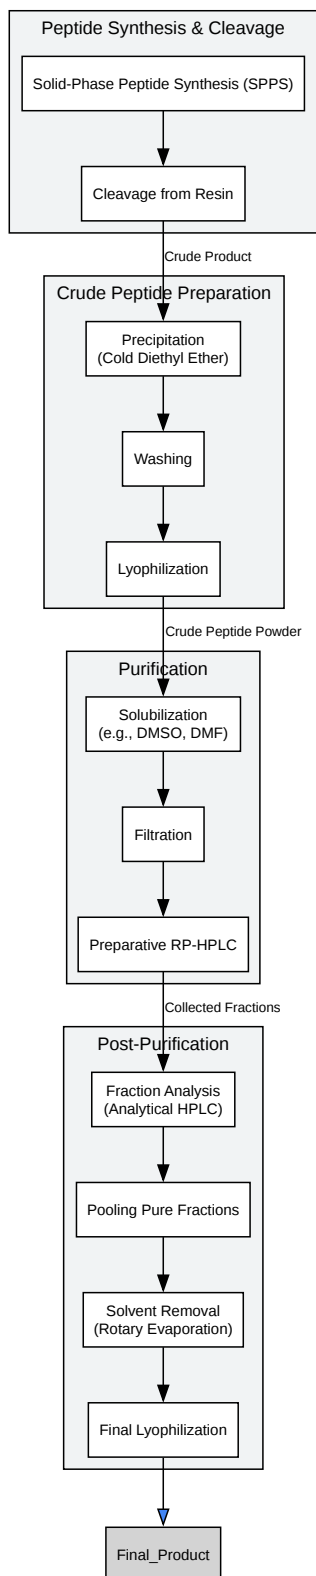 Peptide Synthesis & Cleavage
Solid-Phase Peptide Synthesis (SPPS)
Cleavage from Resin
Crude Product
Crude Peptide Preparation
Precipitation
(Cold Diethyl Ether)
Washing
Lyophilization
Crude Peptide Powder
Purification
Solubilization
(e.g., DMSO, DMF)
Filtration
Preparative RP-HPLC
Collected Fractions
Post-Purification
Fraction Analysis
(Analytical HPLC)
Pooling Pure Fractions
Solvent Removal
(Rotary Evaporation)
Final Lyophilization
Final_Product